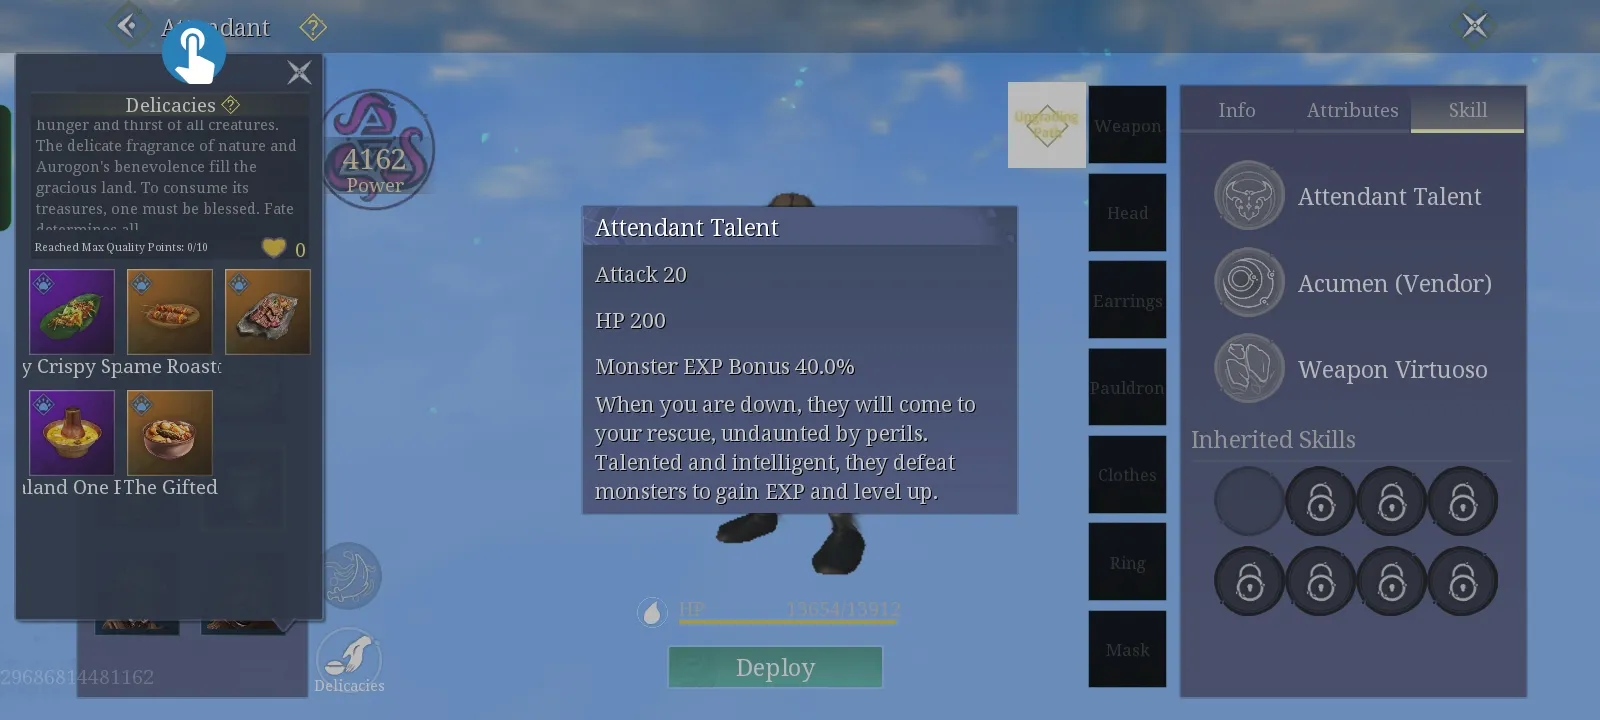 Attendant
Delicacies
hunger and thirst of all creatures.
The delicate fragrance of nature and
Aurogon's benevolence fill the
gracious land. To consume its
treasures, one must be blessed. Fate
determines all
Reached Max Quality Points: 0/10
0
y Crispy Spame Roast
land One The Gifted
4162
Power
Delicacies
29686814481162
Attendant Talent
Attack 20
HP 200
Monster EXP Bonus 40.0%
When you are down, they will come to
your rescue, undaunted by perils.
Talented and intelligent, they defeat
monsters to gain EXP and level up.
HP 13654/13912
Deploy
Upgrading
Path
Weapon
Head
Earrings
Pauldron
Clothes
Ring
Mask
Info Attributes Skill
Attendant Talent
Acumen (Vendor)
Weapon Virtuoso
Inherited Skills